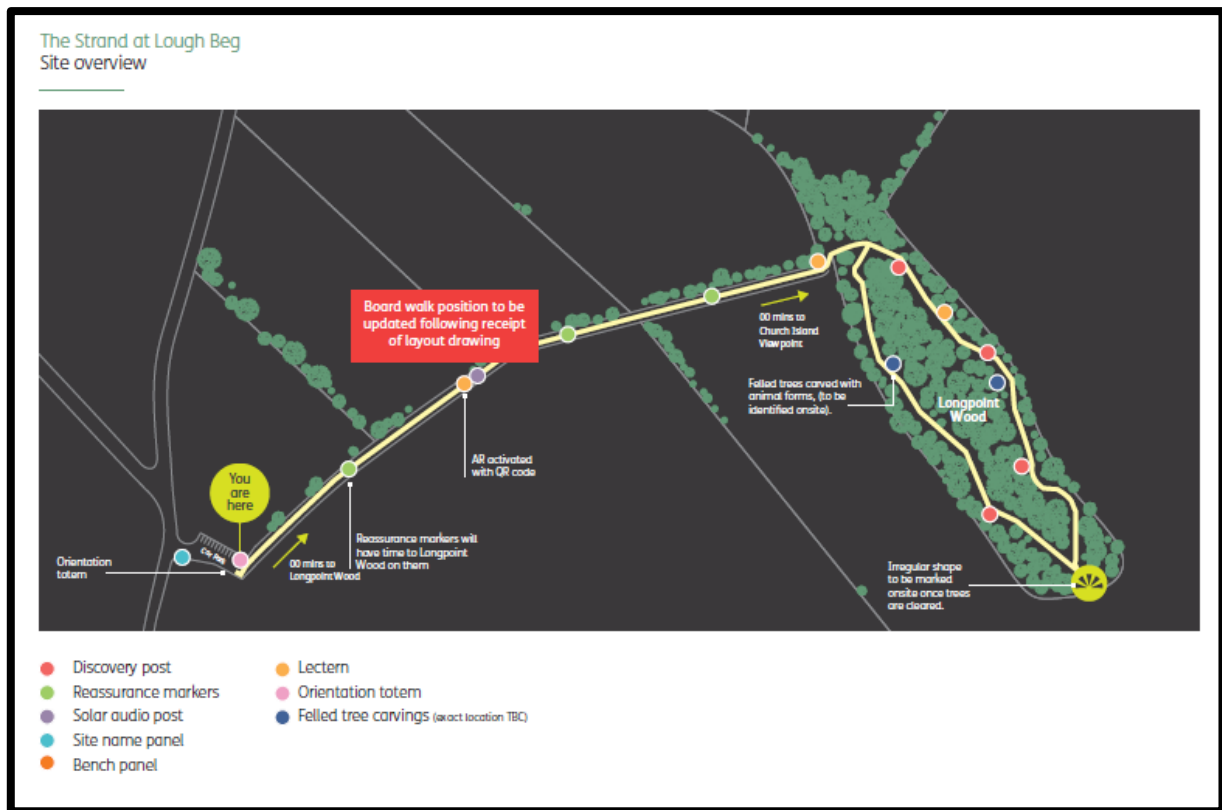 The Strand at Lough Beg
Site overview
Board walk position to be
updated following receipt
of layout drawing
00 mins to
Church Island
Viewpoint
Felled trees carved with
animal forms, (to be
identified onsite).
Longpoint
Wood
AR activated
with QR code
You
are
here
Car Park
Orientation
totem
00 mins to
Longpoint Wood
Reassurance markers will
have time to Longpoint
Wood on them
Irregular shape
to be marked
onsite once trees
are cleared.
Discovery post
Reassurance markers
Solar audio post
Site name panel
Bench panel
Lectern
Orientation totem
Felled tree carvings (exact location TBC)